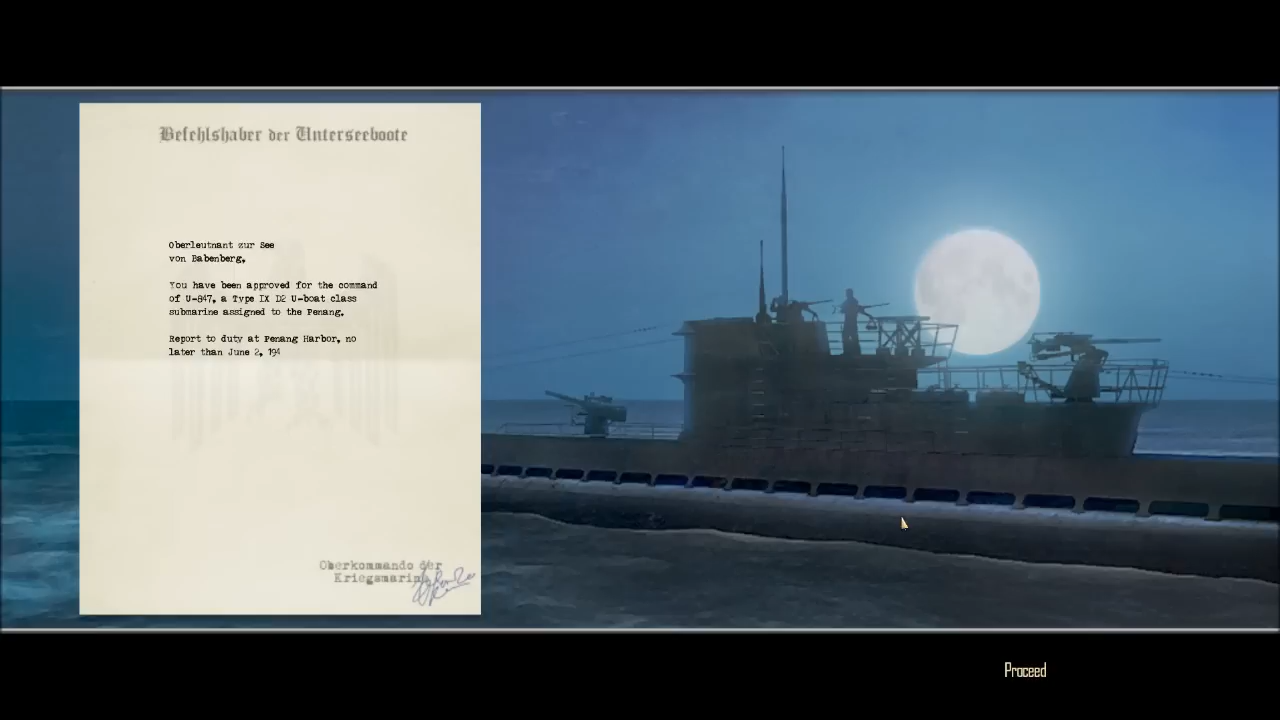 Befehlshaber der Unterseeboote
Oberleutnant zur See
von Babenberg,
You have been approved for the command
of U-847, a Type IX D2 U-boat class
submarine assigned to the Penang.
Report to duty at Penang Harbor, no
later than June 2, 194
Oberkommando der
Kriegsmarine
Proceed